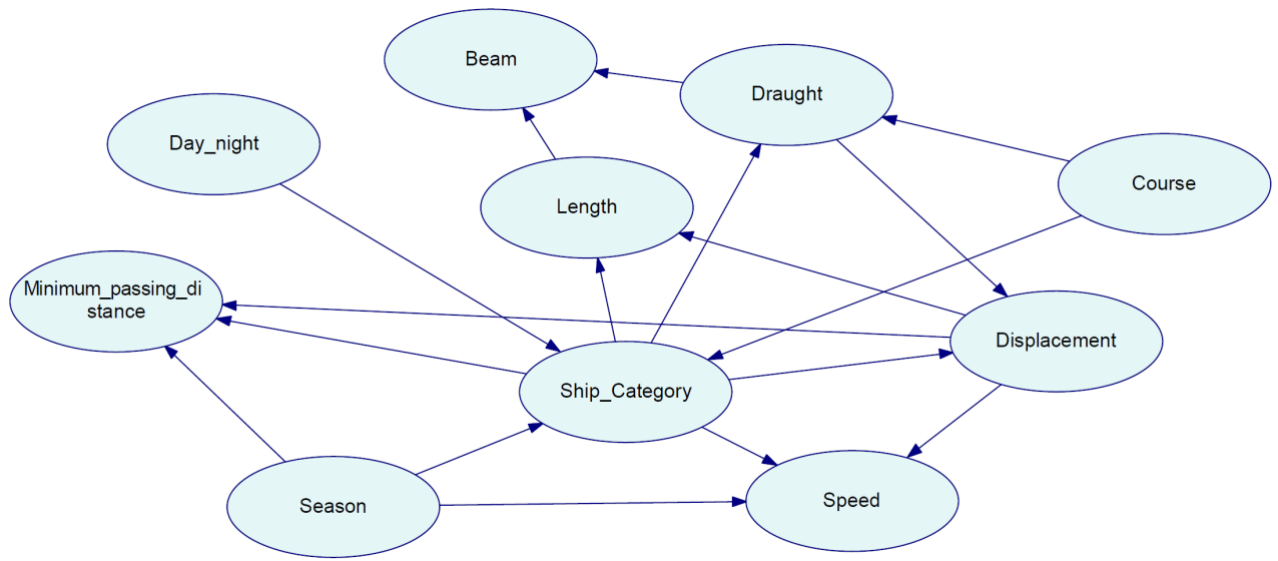 Beam
Draught
Day_night
Course
Length
Minimum_passing_di
stance
Displacement
Ship_Category
Season
Speed